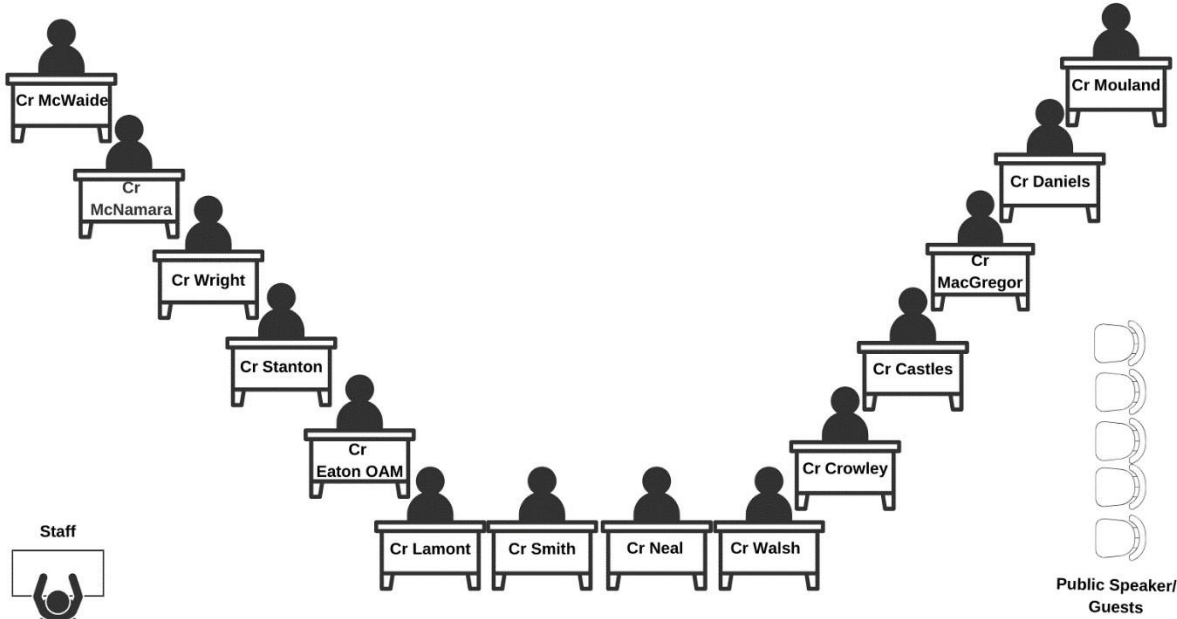 Cr McWaide
Cr Mouland
Cr
McNamara
Cr Daniels
Cr Wright
Cr
MacGregor
Cr Stanton
Cr Castles
Cr
Eaton OAM
Cr Crowley
Cr Lamont
Cr Smith
Cr Neal
Cr Walsh
Staff
Public Speaker/
Guests